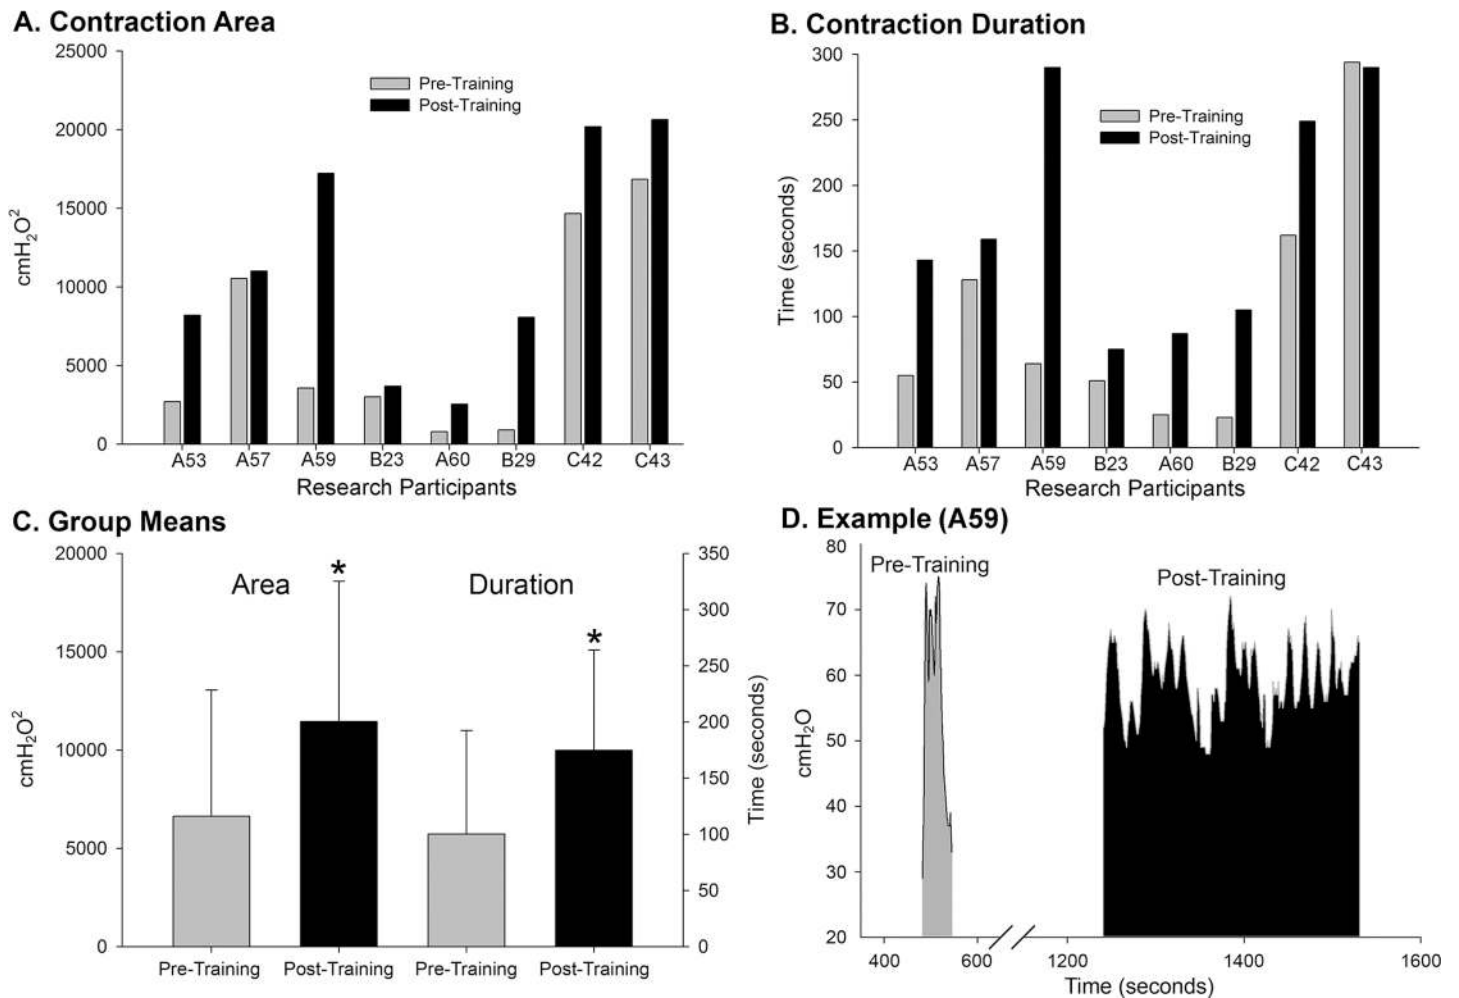 A. Contraction Area
25000
20000
15000
10000
5000
0
cmH₂O²
Pre-Training
Post-Training
A53 A57 A59 B23 A60 B29 C42 C43
Research Participants
B. Contraction Duration
300
250
200
150
100
50
0
Time (seconds)
Pre-Training
Post-Training
A53 A57 A59 B23 A60 B29 C42 C43
Research Participants
C. Group Means
20000
15000
10000
5000
0
cmH₂O²
Area
*
Duration
*
350
300
250
200
150
100
50
0
Time (seconds)
Pre-Training Post-Training Pre-Training Post-Training
D. Example (A59)
80
70
60
50
40
30
20
cmH₂O
Pre-Training
Post-Training
400 600 1200 1400 1600
Time (seconds)